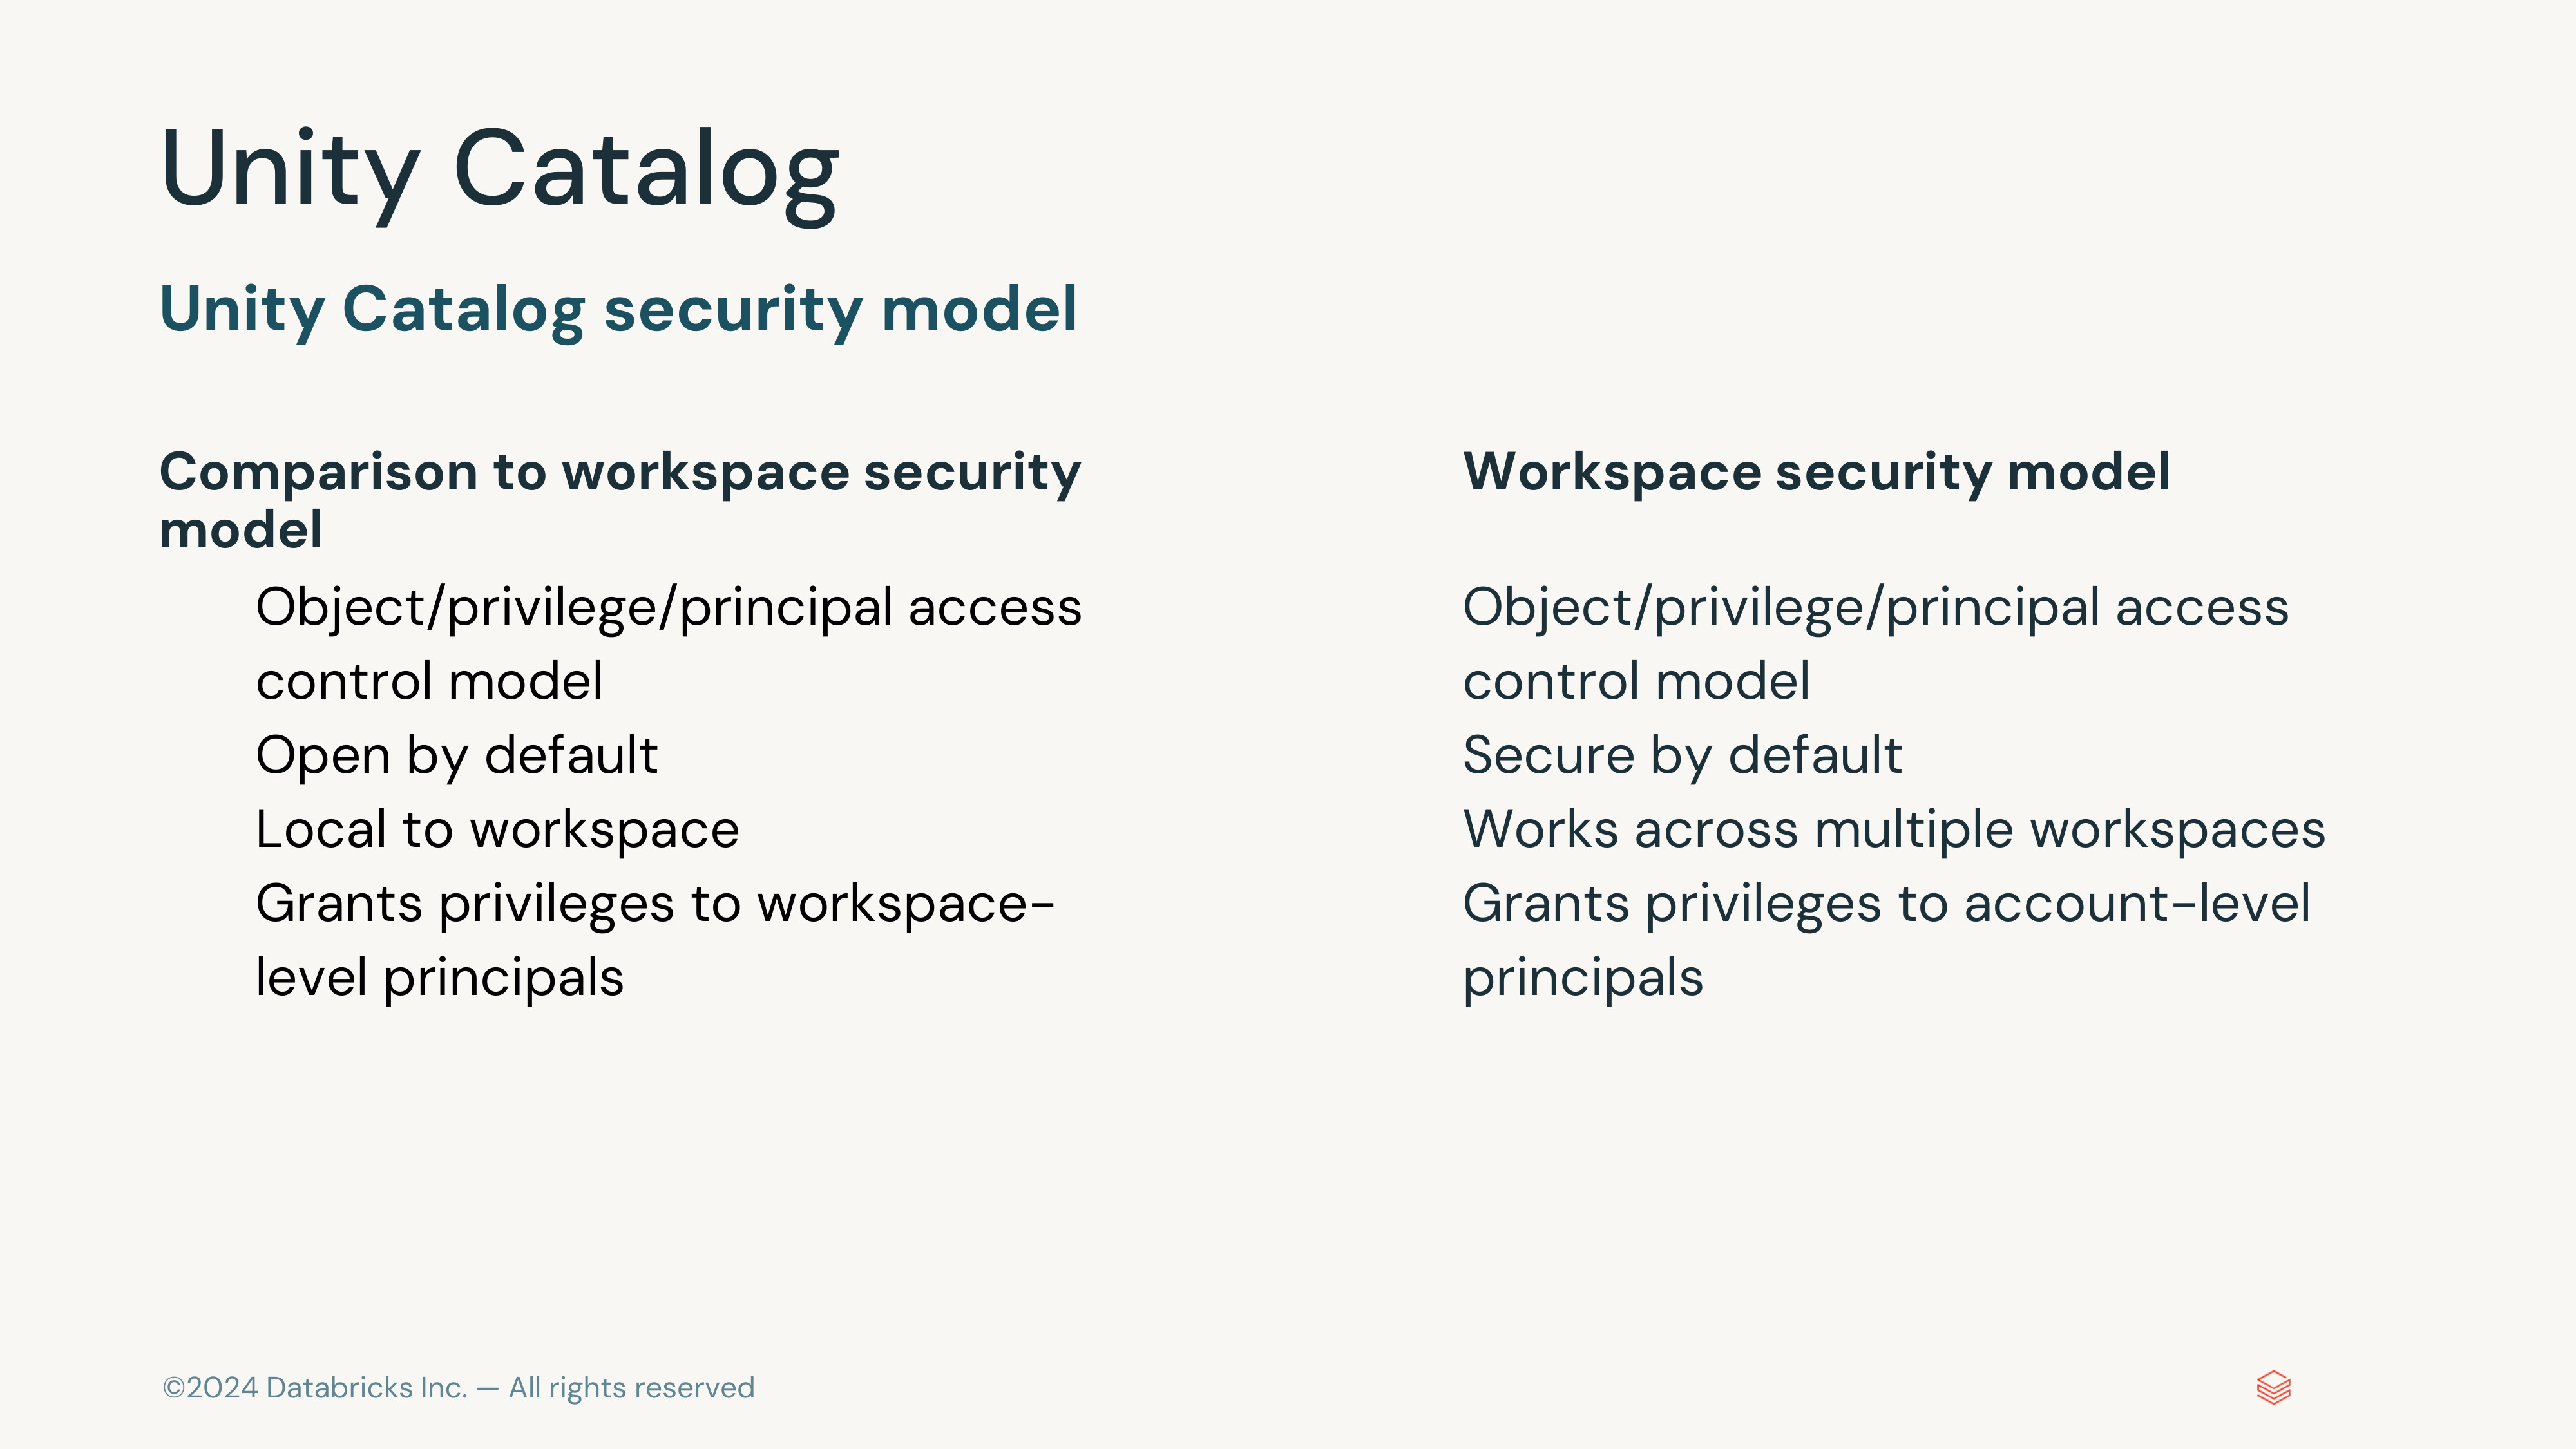 Unity Catalog
Unity Catalog security model
Comparison to workspace security
model
Object/privilege/principal access
control model
Open by default
Local to workspace
Grants privileges to workspace-
level principals
Workspace security model
Object/privilege/principal access
control model
Secure by default
Works across multiple workspaces
Grants privileges to account-level
principals
©2024 Databricks Inc. — All rights reserved